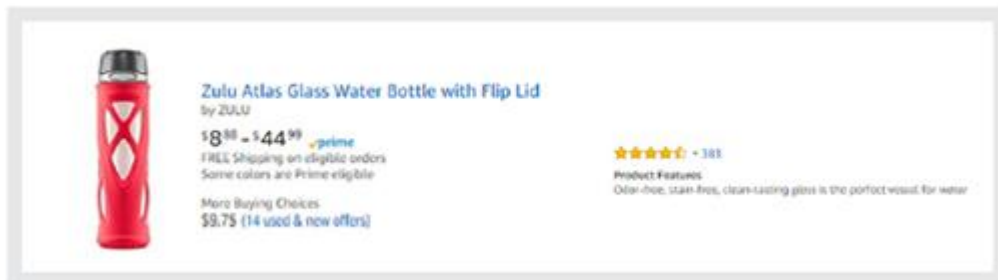 Zulu Atlas Glass Water Bottle with Flip Lid
by ZULU
$8 - $44.99 prime
FREE Shipping on eligible orders
Some colors are Prime eligible
More Buying Choices
$9.75 (14 used & new offers)
Product Features
Odor-free, stain-free, clean-tasting glass is the perfect vessel for water